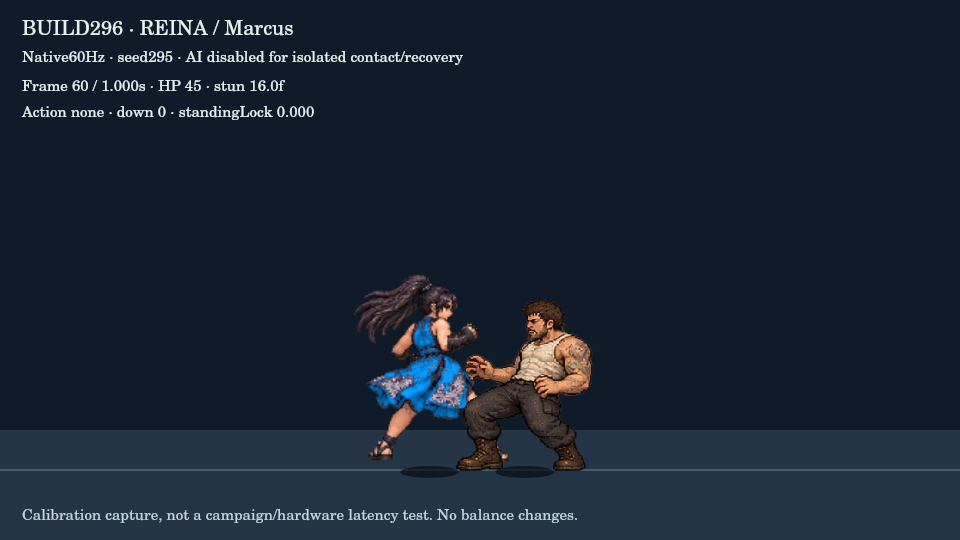 BUILD296 · REINA / Marcus
Native60Hz · seed295 · AI disabled for isolated contact/recovery
Frame 60 / 1.000s · HP 45 · stun 16.0f
Action none · down 0 · standingLock 0.000
Calibration capture, not a campaign/hardware latency test. No balance changes.